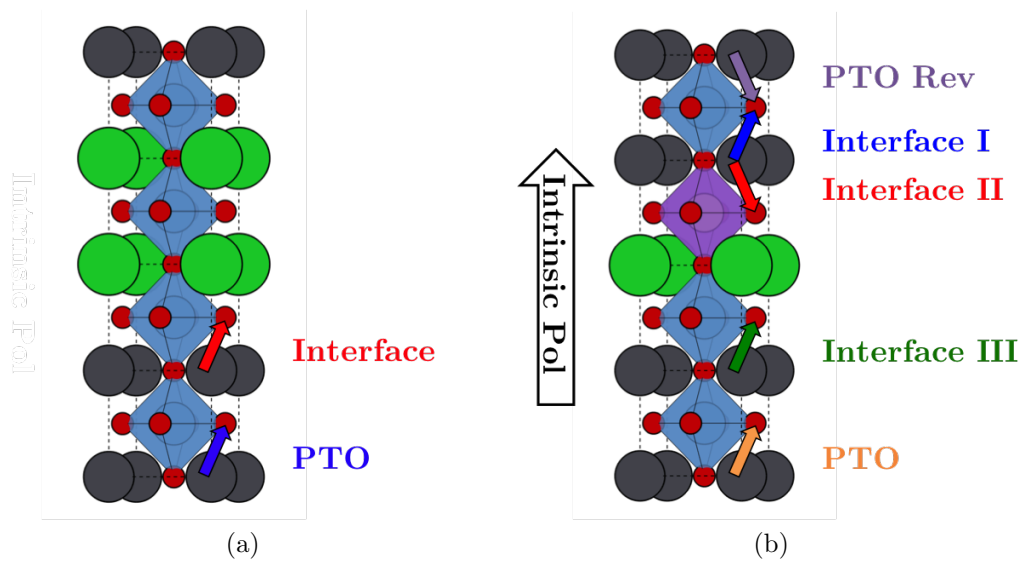 Intrinsic Pol
Interface
PTO
(a)
Intrinsic Pol
PTO Rev
Interface I
Interface II
Interface III
PTO
(b)